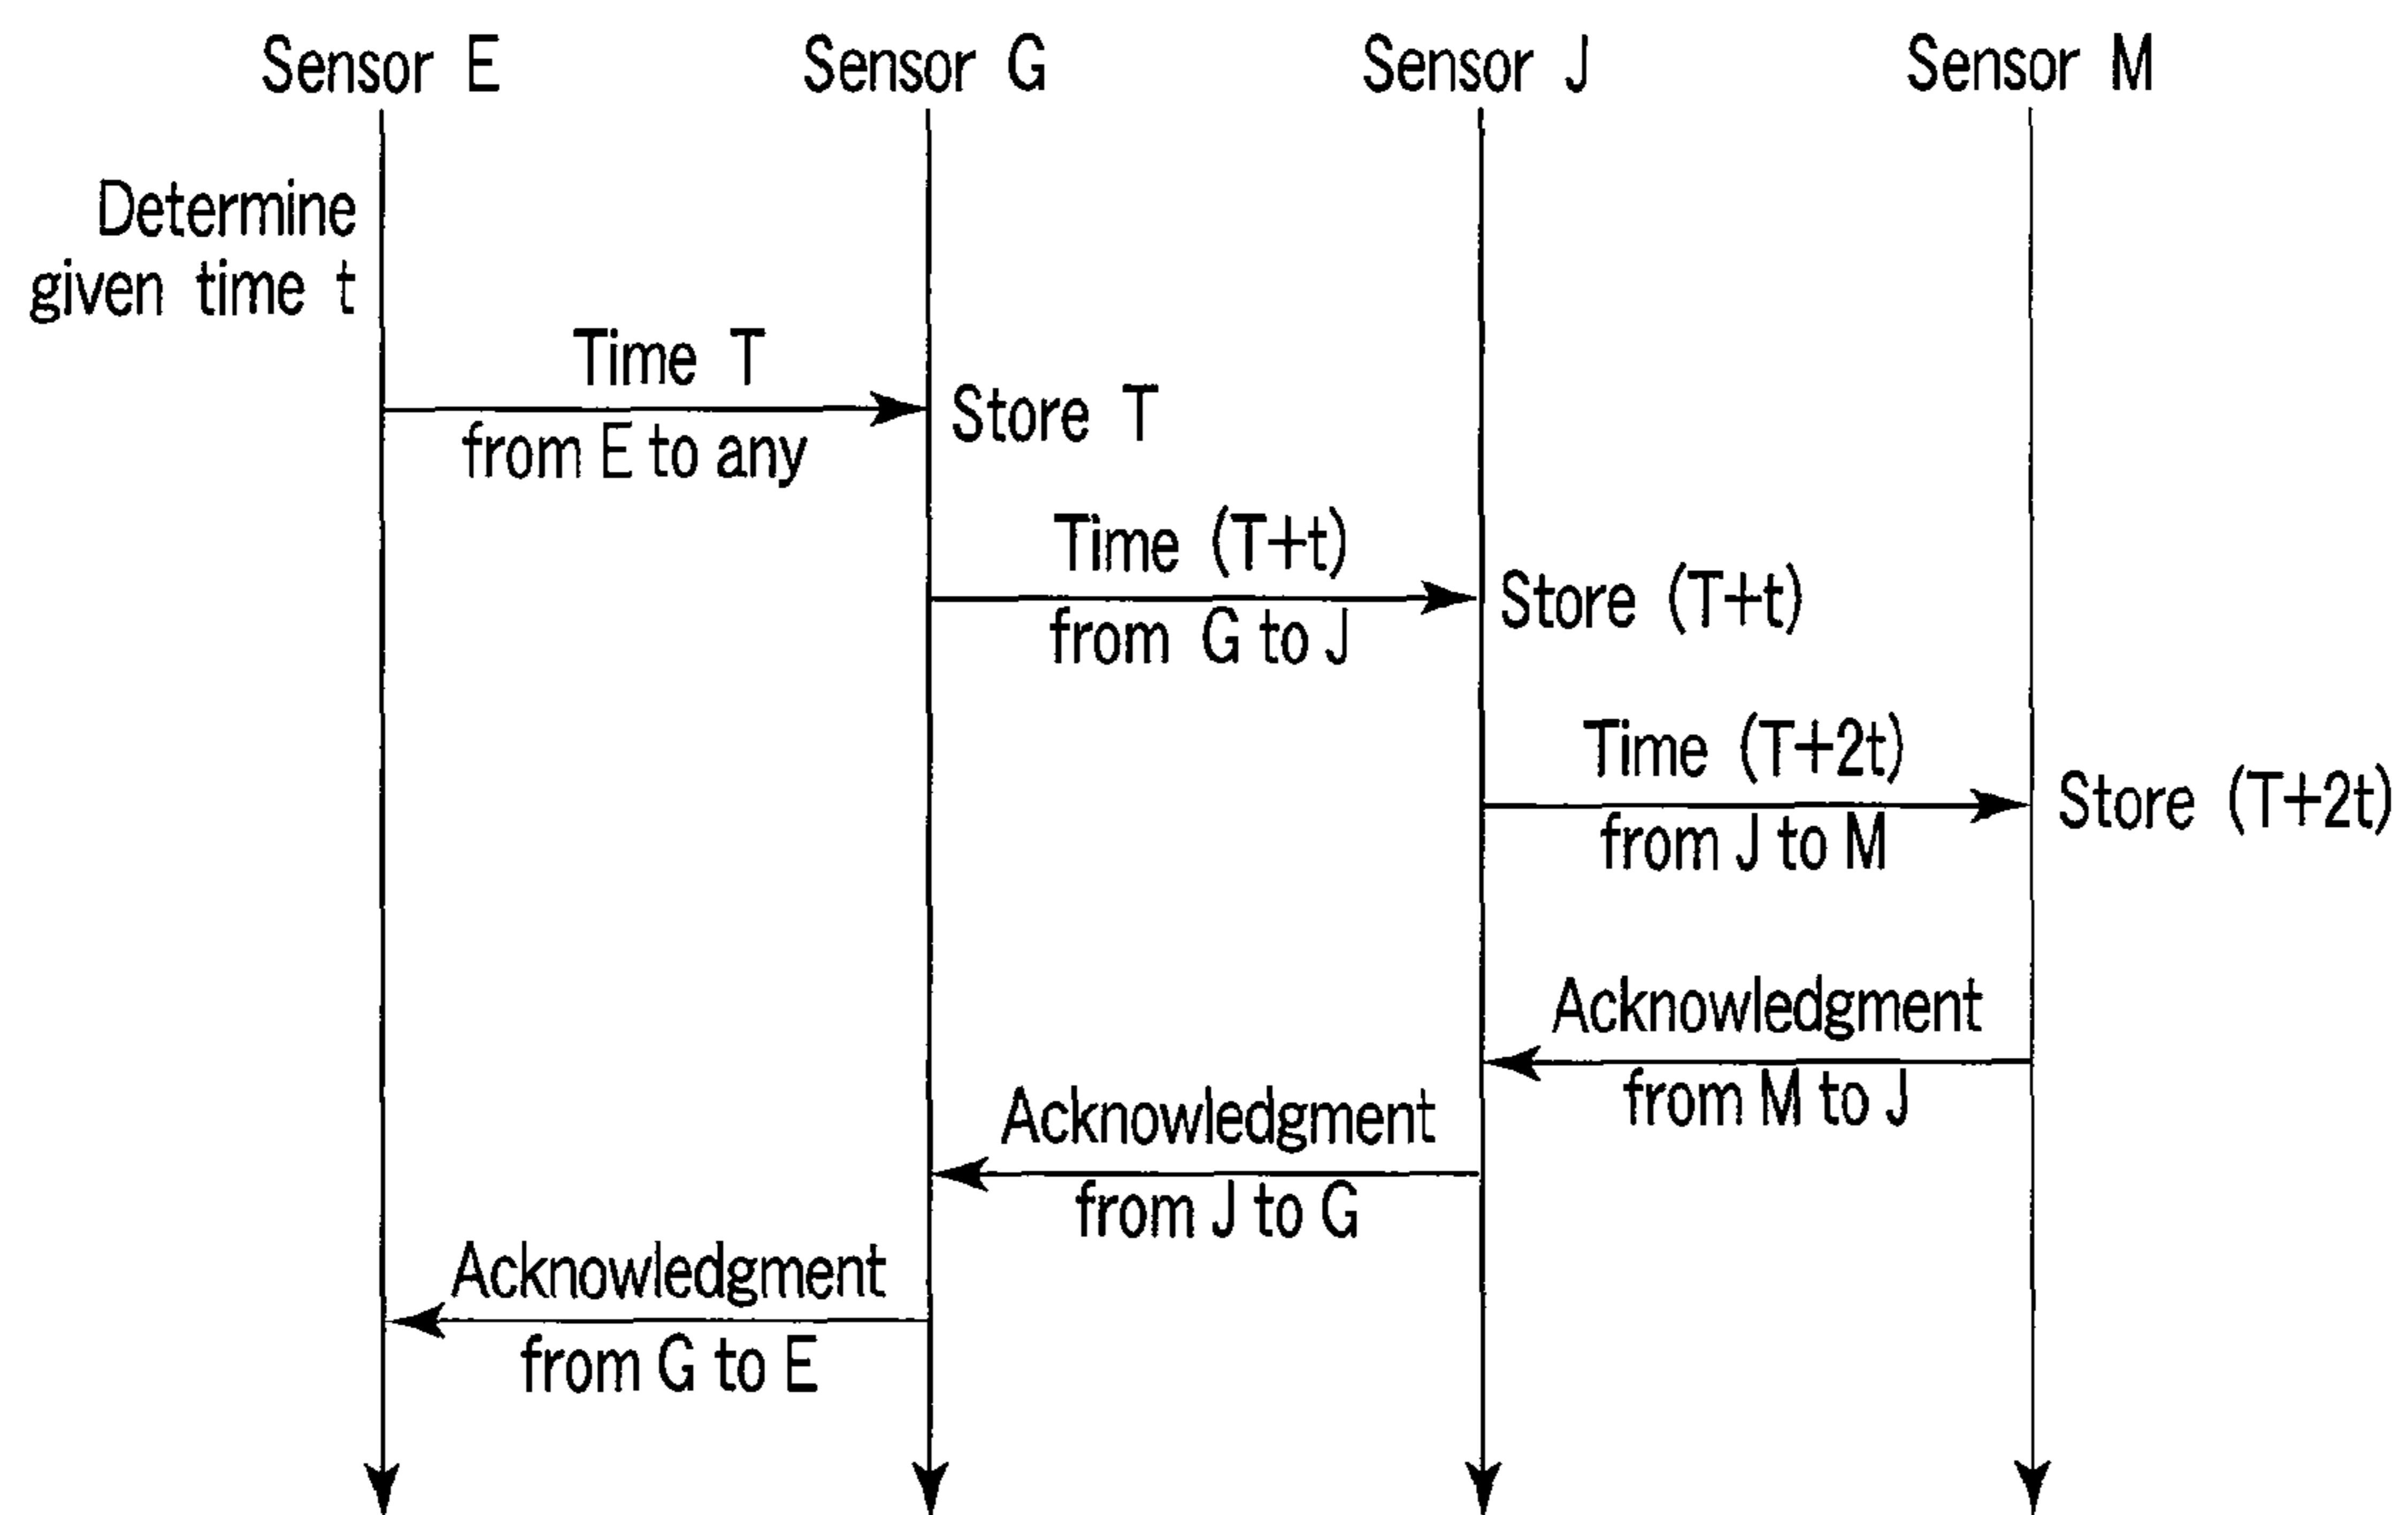 Sensor E
Sensor G
Sensor J
Sensor M
Determine
given time t
Time T
from E to any
Store T
Time (T+t)
from G to J
Store (T+t)
Time (T+2t)
from J to M
Store (T+2t)
Acknowledgment
from M to J
Acknowledgment
from J to G
Acknowledgment
from G to E